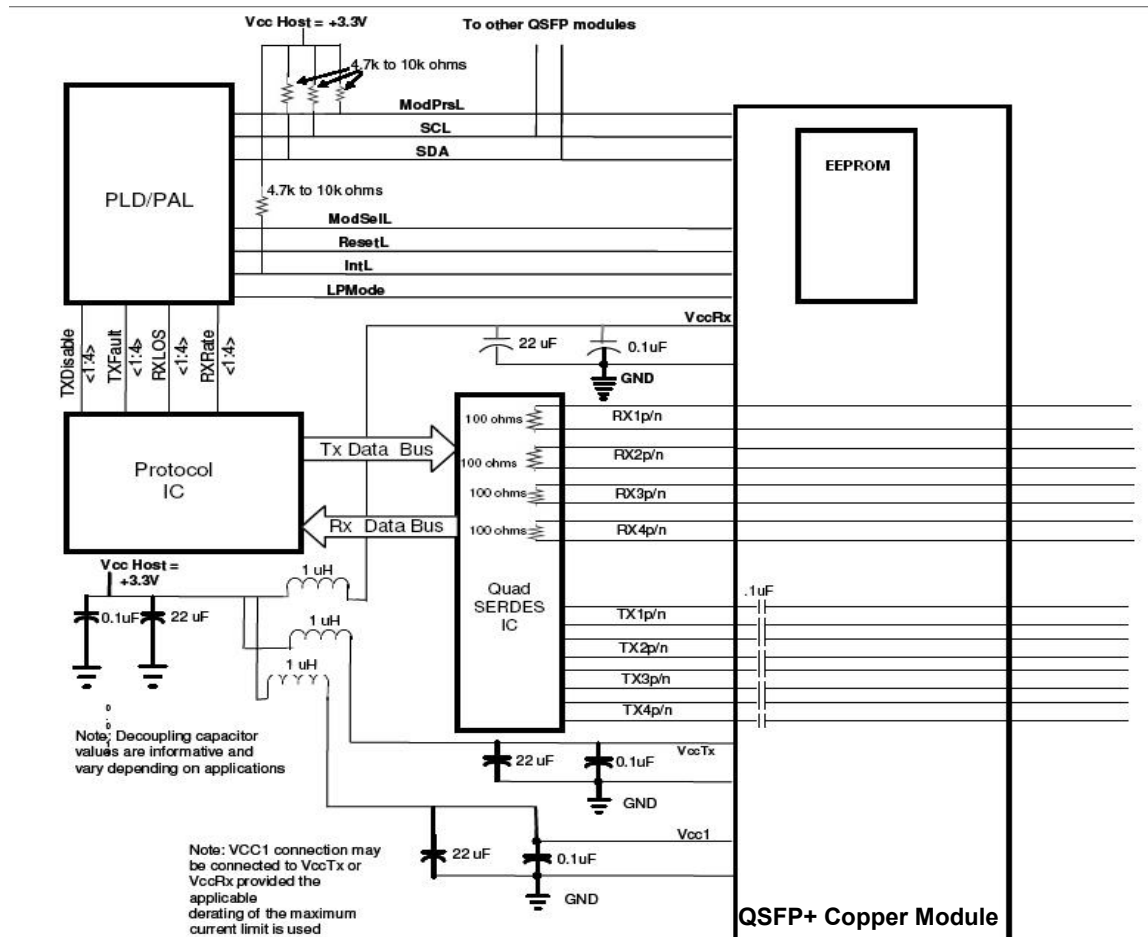 Vcc Host = +3.3V
To other QSFP modules
4.7k to 10k ohms
ModPrsL
SCL
SDA
EEPROM
PLD/PAL
4.7k to 10k ohms
ModSelL
ResetL
IntL
LPMode
VccRx
TXDisable
<1:4>
TXFault
<1:4>
RXLOS
<1:4>
RXRate
<1:4>
22 uF
0.1uF
GND
100 ohms
RX1p/n
Tx Data Bus
100 ohms
RX2p/n
Protocol
IC
100 ohms
RX3p/n
Rx Data Bus
100 ohms
RX4p/n
Vcc Host =
+3.3V
1 uH
Quad
SERDES
IC
.1uF
0.1uF
22 uF
1 uH
TX1p/n
TX2p/n
1 uH
TX3p/n
TX4p/n
Note: Decoupling capacitor
values are informative and
vary depending on applications
VccTx
22 uF
0.1uF
GND
Vcc1
Note: VCC1 connection may
be connected to VccTx or
VccRx provided the
applicable
derating of the maximum
current limit is used
22 uF
0.1uF
GND
QSFP+ Copper Module